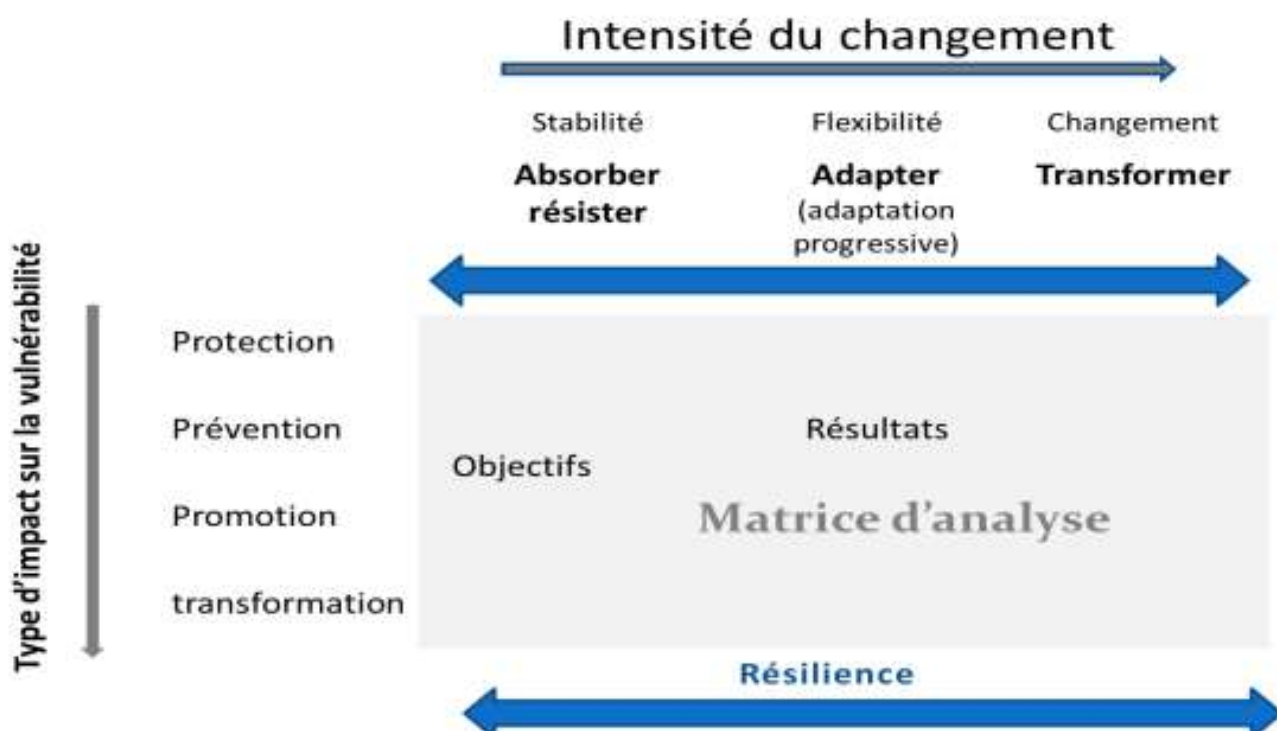 Intensité du changement
Stabilité
Flexibilité
Changement
Absorber
résister
Adapter
(adaptation
progressive)
Transformer
Type d'impact sur la vulnérabilité
Protection
Prévention
Promotion
transformation
Objectifs
Résultats
Matrice d'analyse
Résilience